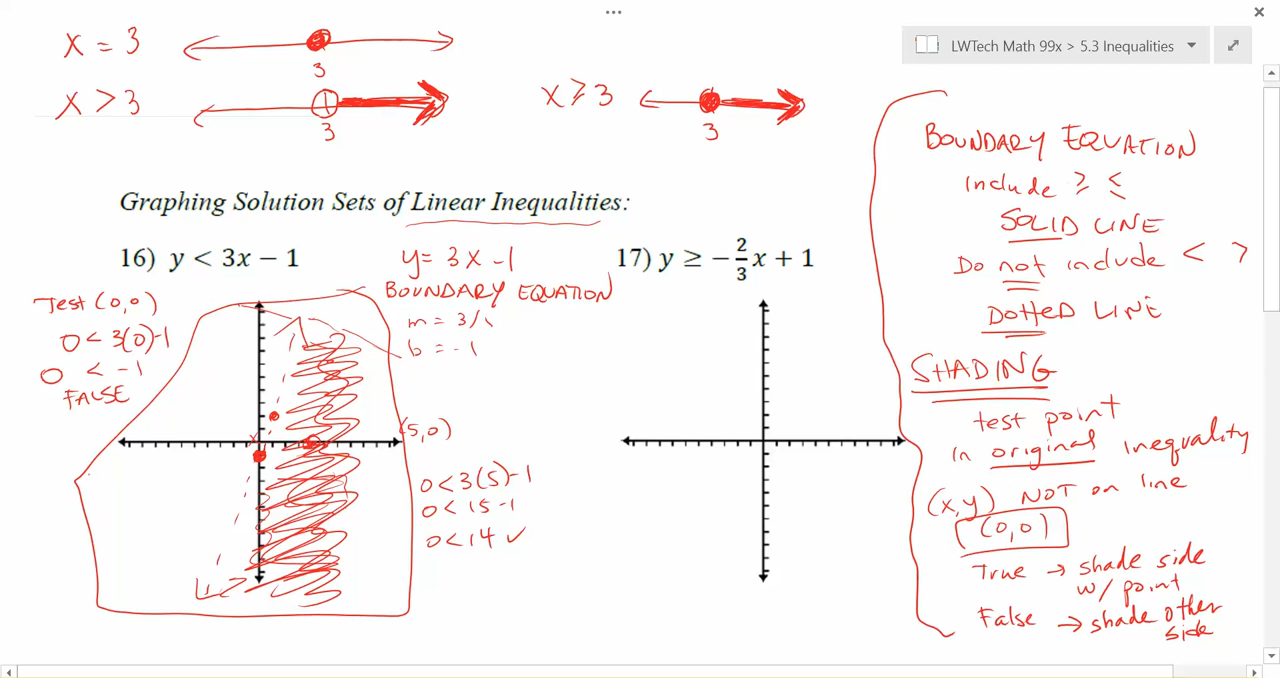 LWTech Math 99x > 5.3 Inequalities
x = 3
3
x > 3
3
x ≥ 3
3
Graphing Solution Sets of Linear Inequalities:
16) y < 3x − 1
y = 3x − 1
BOUNDARY EQUATION
m = 3/1
b = −1
Test (0,0)
0 < 3(0)−1
0 < −1
FALSE
(5,0)
0 < 3(5)−1
0 < 15−1
0 < 14 ✓
17) y ≥ −2/3x + 1
BOUNDARY EQUATION
Include ≥ ≤
SOLID LINE
Do not include < >
DOTTED LINE
SHADING
test point
in original inequality
(x,y) NOT on line
(0,0)
True → shade side
w/ point
False → shade other
side